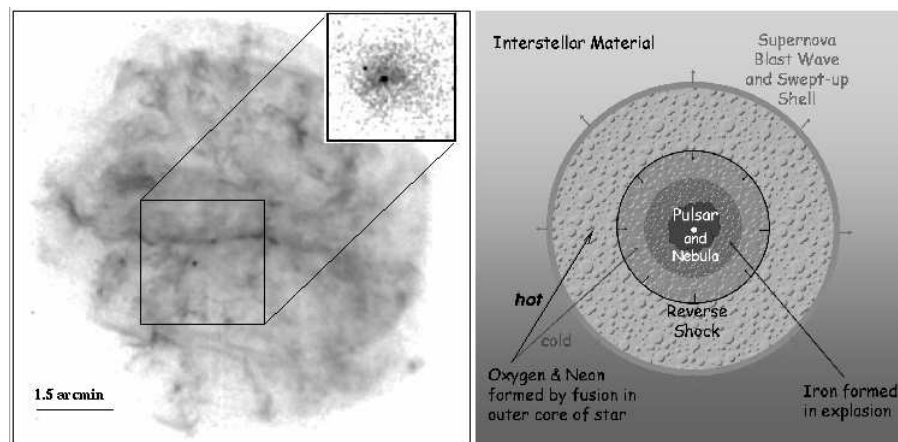 1.5 arcmin
Interstellar Material
Supernova
Blast Wave
and Swept-up
Shell
Pulsar
and
Nebula
hot
Reverse
Shock
cold
Oxygen & Neon
formed by fusion in
outer core of star
Iron formed
in explosion